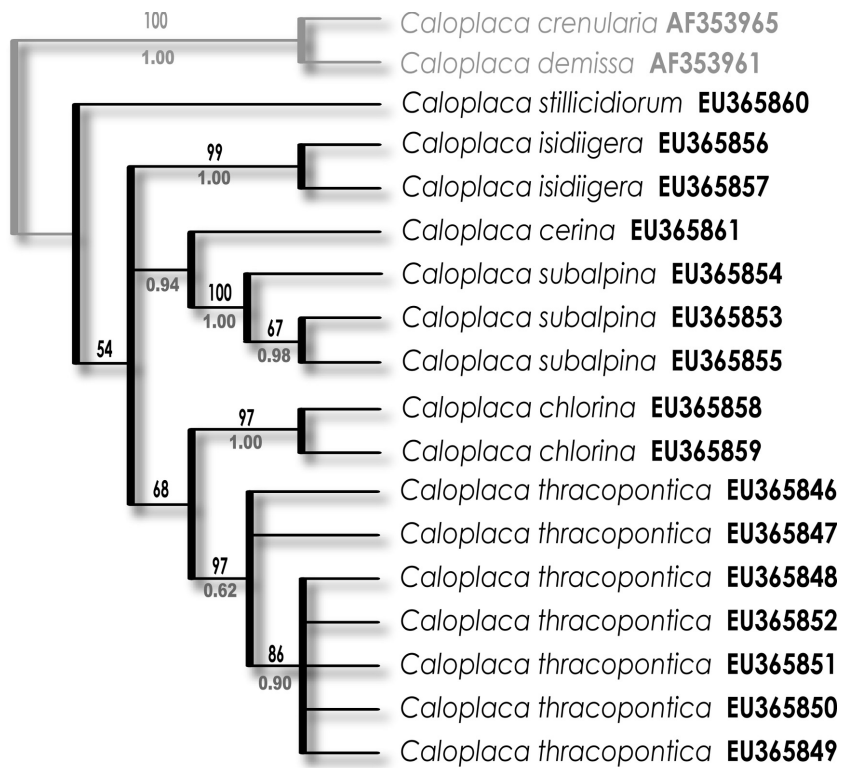 100
1.00
Caloplaca crenularia AF353965
Caloplaca demissa AF353961
Caloplaca stillicidiorum EU365860
99
1.00
Caloplaca isidiigera EU365856
Caloplaca isidiigera EU365857
Caloplaca cerina EU365861
0.94
100
1.00
Caloplaca subalpina EU365854
67
0.98
Caloplaca subalpina EU365853
Caloplaca subalpina EU365855
54
97
1.00
Caloplaca chlorina EU365858
Caloplaca chlorina EU365859
68
Caloplaca thracopontica EU365846
Caloplaca thracopontica EU365847
97
0.62
Caloplaca thracopontica EU365848
Caloplaca thracopontica EU365852
86
0.90
Caloplaca thracopontica EU365851
Caloplaca thracopontica EU365850
Caloplaca thracopontica EU365849